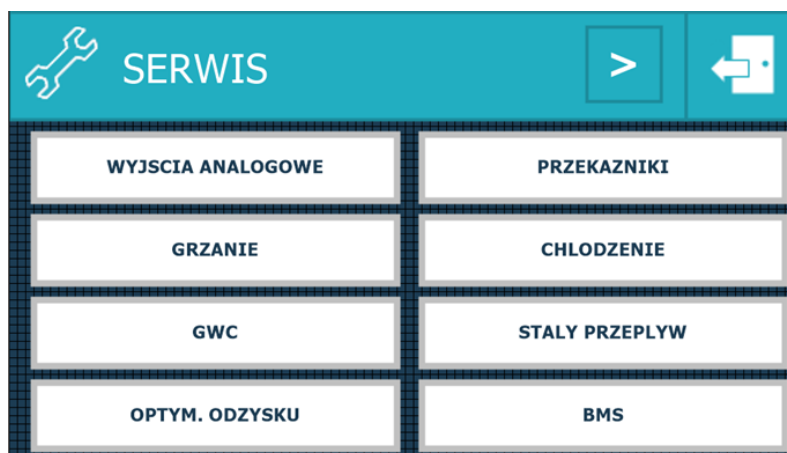 SERWIS >
WYJSCIA ANALOGOWE
PRZEKAZNIKI
GRZANIE
CHLODZENIE
GWC
STALY PRZEPLYW
OPTYM. ODZYSKU
BMS